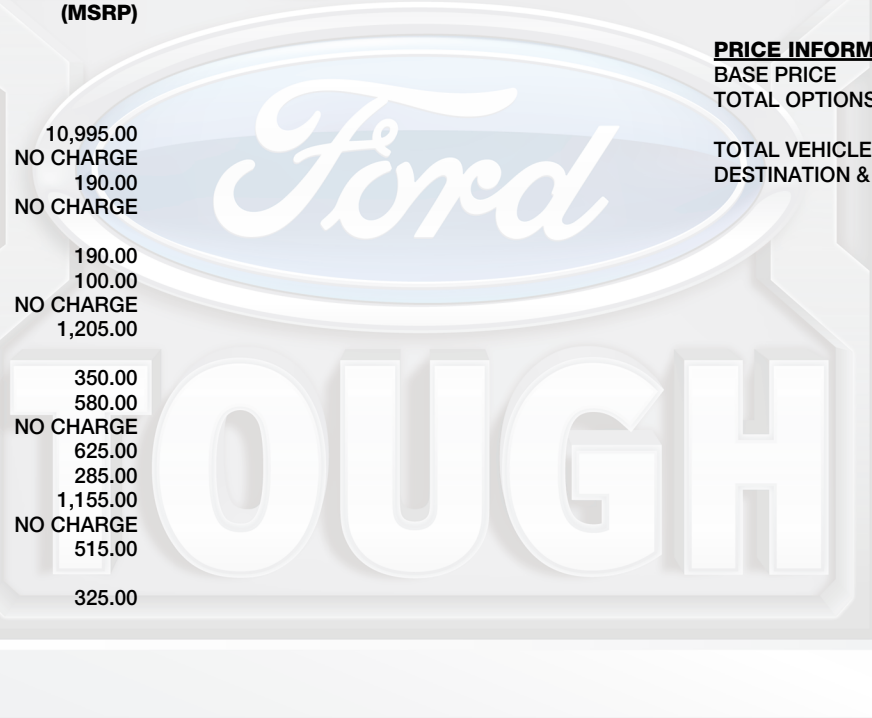 (MSRP)
10,995.00
NO CHARGE
190.00
NO CHARGE
190.00
100.00
NO CHARGE
1,205.00
350.00
580.00
NO CHARGE
625.00
285.00
1,155.00
NO CHARGE
515.00
325.00
PRICE INFORM
BASE PRICE
TOTAL OPTIONS
TOTAL VEHICLE
DESTINATION &
Ford
TOUGH